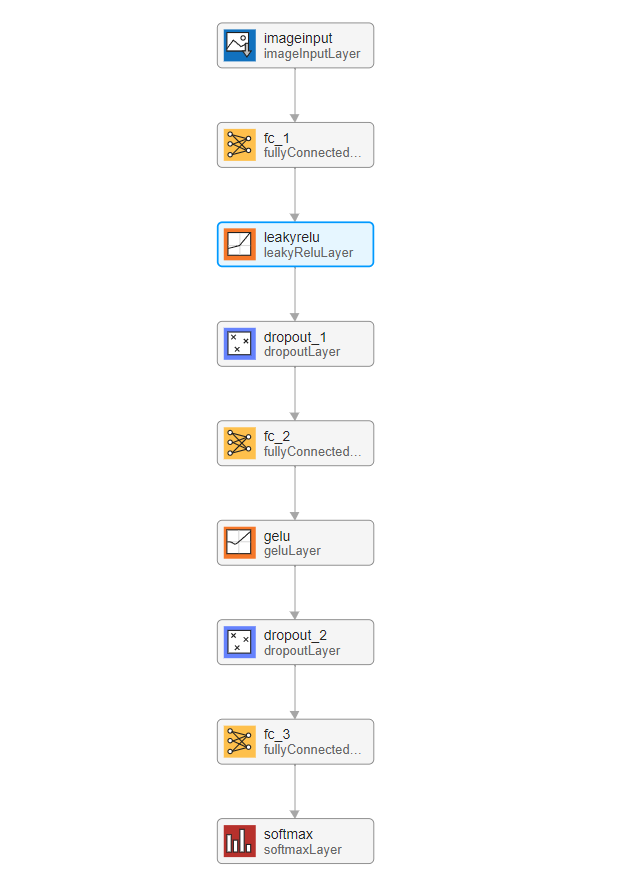 imageinput
imageInputLayer
fc_1
fullyConnected...
leakyrelu
leakyReluLayer
dropout_1
dropoutLayer
fc_2
fullyConnected...
gelu
geluLayer
dropout_2
dropoutLayer
fc_3
fullyConnected...
softmax
softmaxLayer